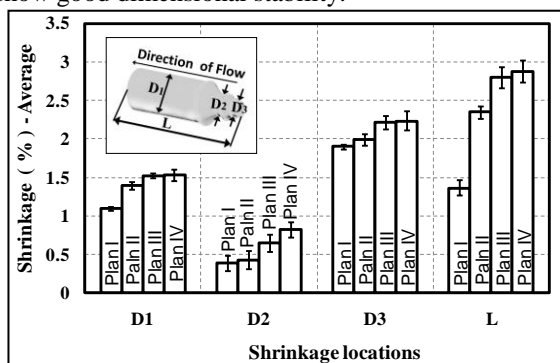 now good dimensional stability.
3.5
3
2.5
2
1.5
1
0.5
0
Shrinkage ( % ) - Average
Direction of Flow
D1
D2
D3
L
Plan I
Paln II
Plan III
Plan IV
Plan I
Paln II
Plan III
Plan IV
Plan I
Paln II
Plan III
Plan IV
Plan I
Paln II
Plan III
Plan IV
D1 D2 D3 L
Shrinkage locations